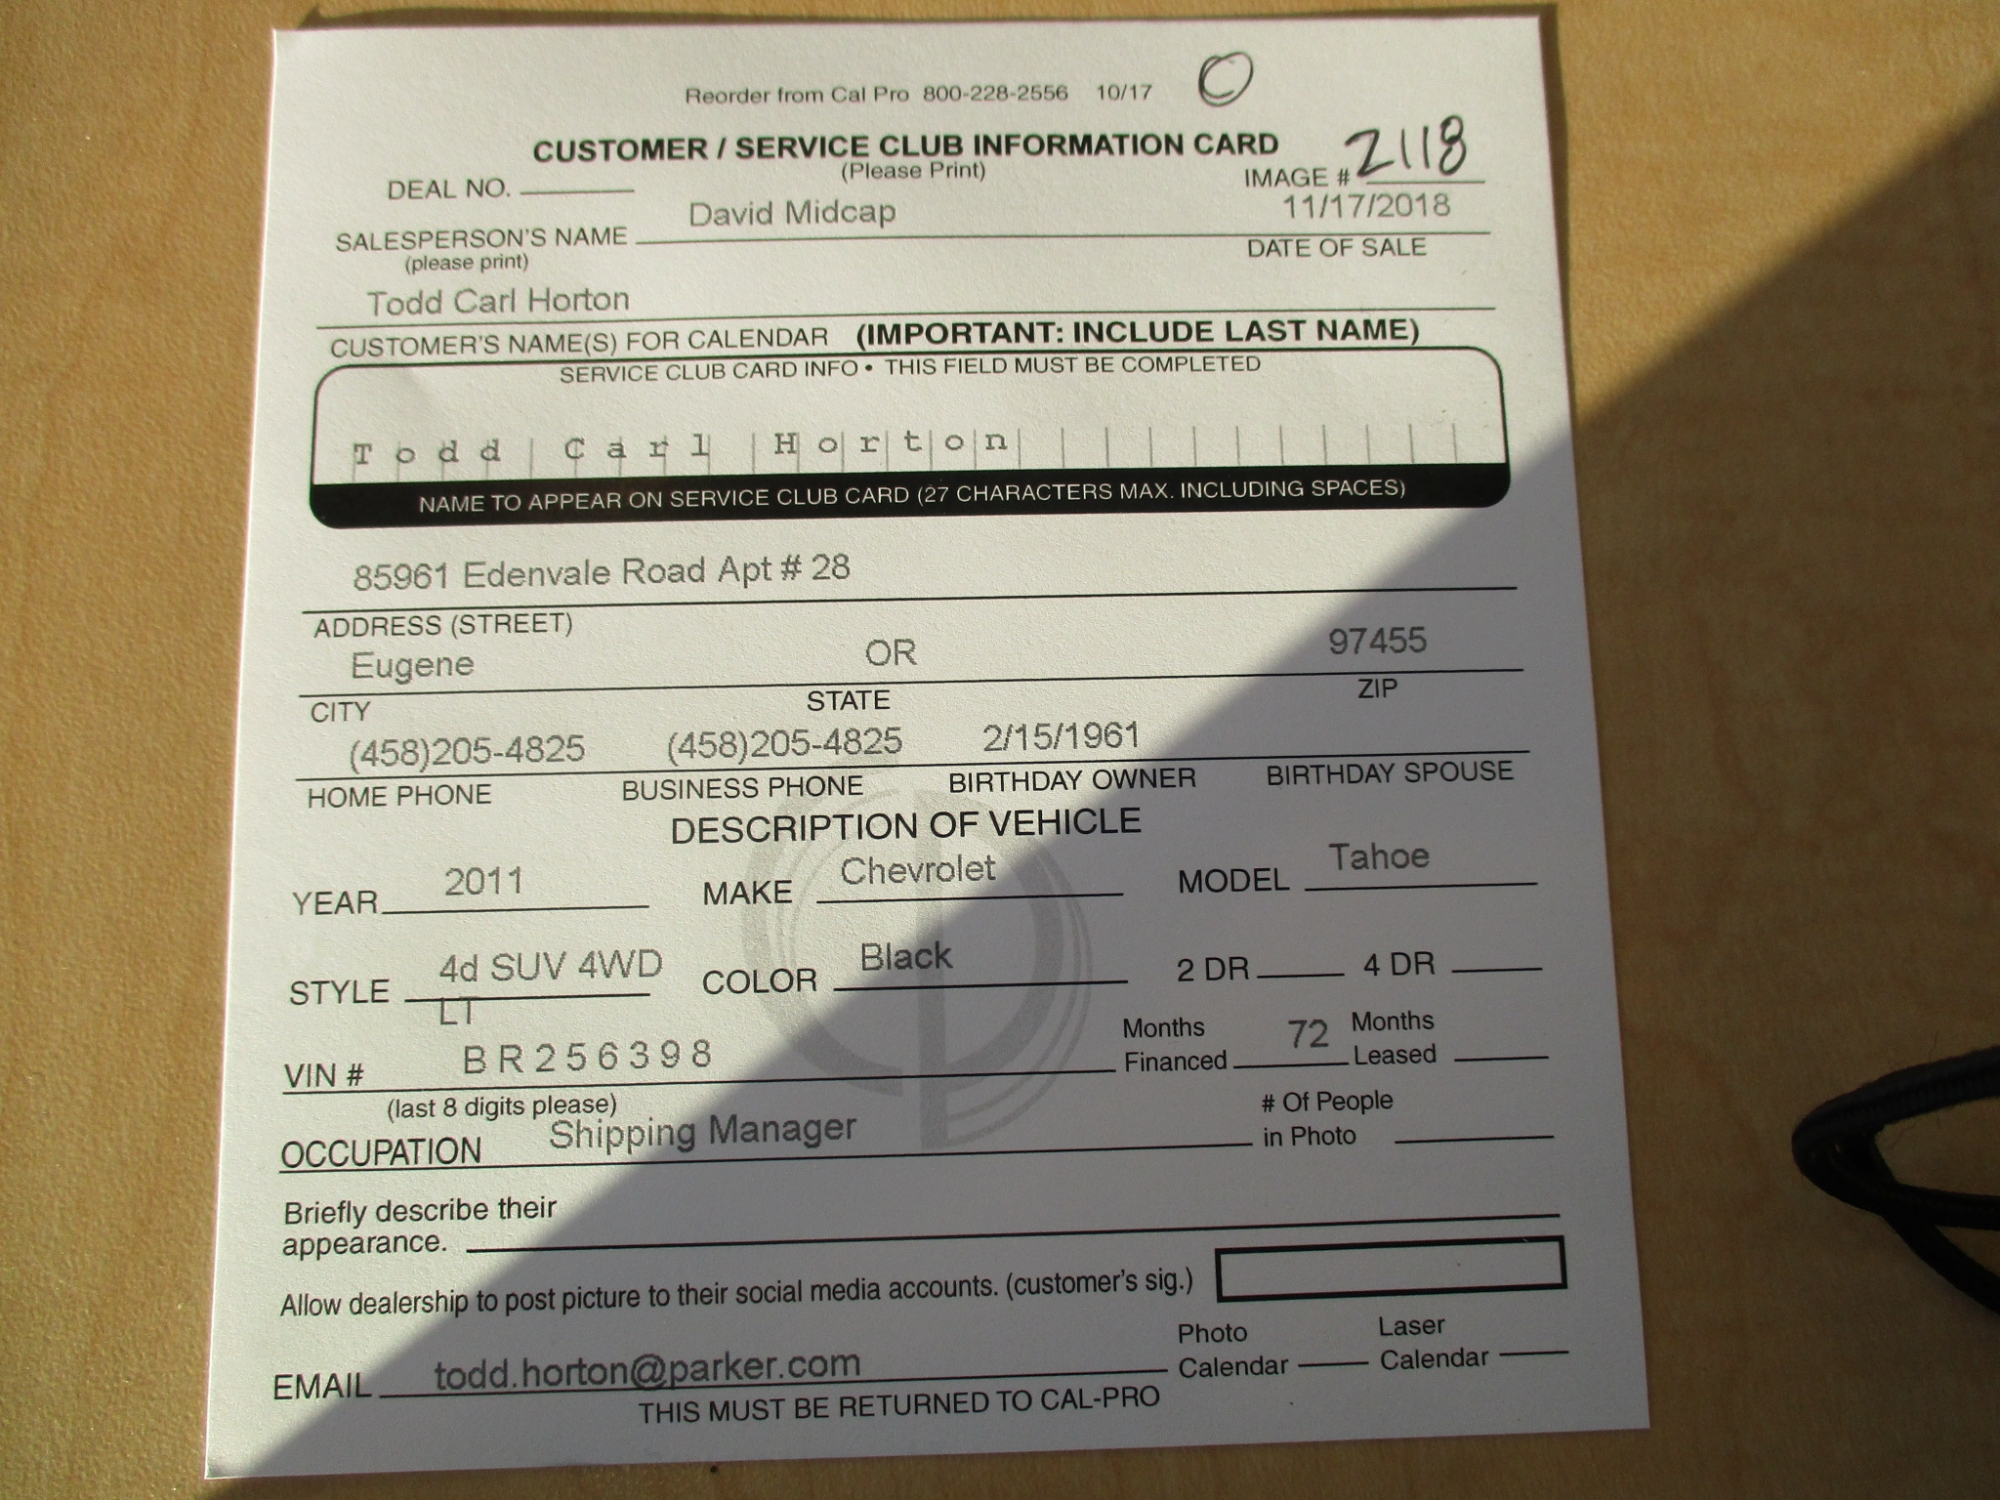 Reorder from Cal Pro 800-228-2556 10/17
CUSTOMER / SERVICE CLUB INFORMATION CARD
(Please Print)
DEAL NO.
IMAGE # 2118
David Midcap 11/17/2018
SALESPERSON'S NAME DATE OF SALE
(please print)
Todd Carl Horton
CUSTOMER'S NAME(S) FOR CALENDAR (IMPORTANT: INCLUDE LAST NAME)
SERVICE CLUB CARD INFO • THIS FIELD MUST BE COMPLETED
Todd Carl Horton
NAME TO APPEAR ON SERVICE CLUB CARD (27 CHARACTERS MAX. INCLUDING SPACES)
85961 Edenvale Road Apt # 28
ADDRESS (STREET)
Eugene OR 97455
CITY STATE ZIP
(458)205-4825 (458)205-4825 2/15/1961
HOME PHONE BUSINESS PHONE BIRTHDAY OWNER BIRTHDAY SPOUSE
DESCRIPTION OF VEHICLE
YEAR 2011 MAKE Chevrolet MODEL Tahoe
STYLE 4d SUV 4WD COLOR Black 2 DR 4 DR
LT
VIN # BR256398 Months Financed 72 Months Leased
(last 8 digits please)
OCCUPATION Shipping Manager # Of People in Photo
Briefly describe their
appearance.
Allow dealership to post picture to their social media accounts. (customer's sig.)
EMAIL todd.horton@parker.com Photo Calendar Laser Calendar
THIS MUST BE RETURNED TO CAL-PRO